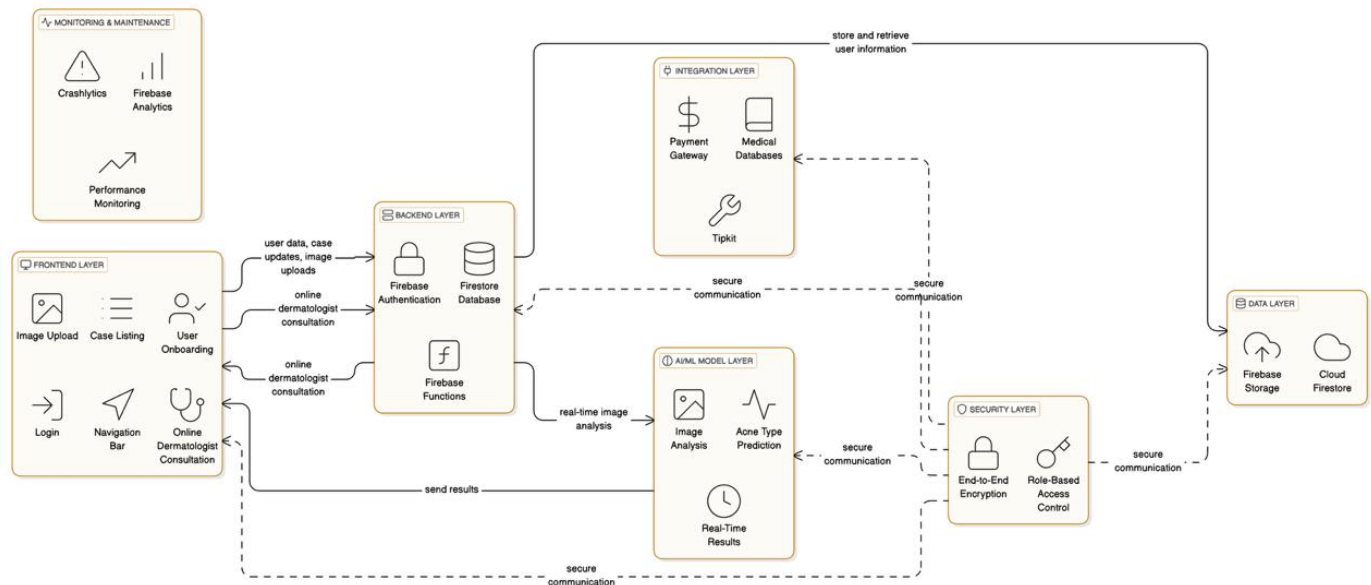 MONITORING & MAINTENANCE
Crashlytics
Firebase
Analytics
Performance
Monitoring
FRONTEND LAYER
Image Upload
Case Listing
User
Onboarding
Login
Navigation
Bar
Online
Dermatologist
Consultation
user data, case
updates, image
uploads
online
dermatologist
consultation
online
dermatologist
consultation
send results
secure
communication
BACKEND LAYER
Firebase
Authentication
Firestore
Database
Firebase
Functions
store and retrieve
user information
real-time image
analysis
secure
communication
INTEGRATION LAYER
Payment
Gateway
Medical
Databases
Tipkit
AI/ML MODEL LAYER
Image
Analysis
Acne Type
Prediction
Real-Time
Results
secure
communication
secure
communication
SECURITY LAYER
End-to-End
Encryption
Role-Based
Access
Control
secure
communication
DATA LAYER
Firebase
Storage
Cloud
Firestore